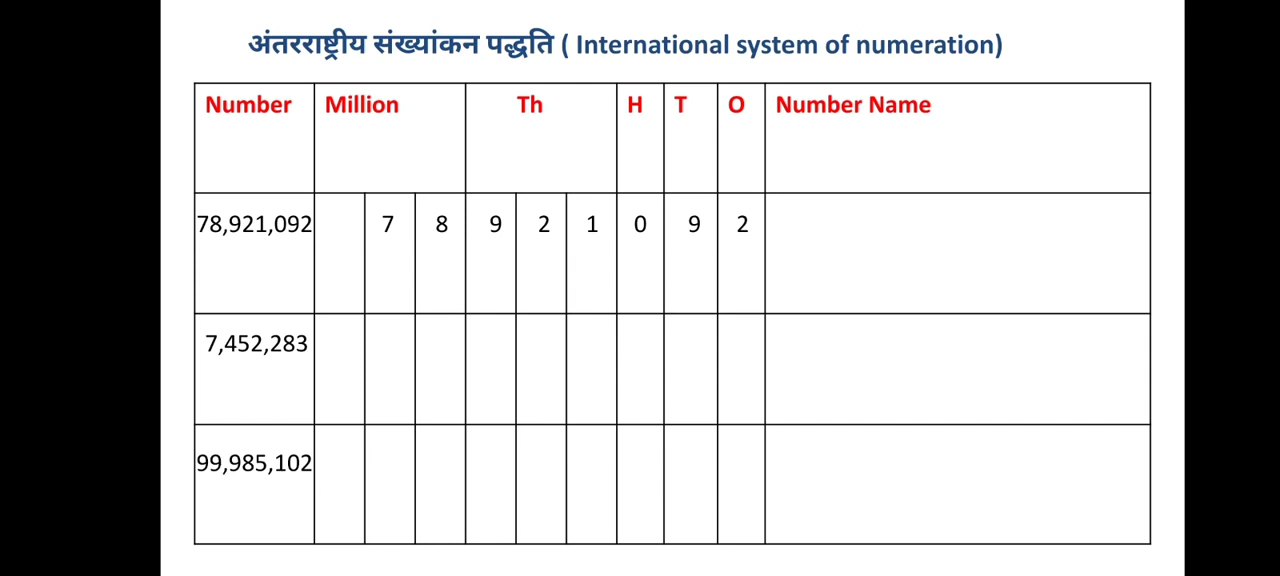 अंतरराष्ट्रीय संख्यांकन पद्धति ( International system of numeration)
Number Million Th H T O Number Name
78,921,092 7 8 9 2 1 0 9 2
7,452,283
99,985,102